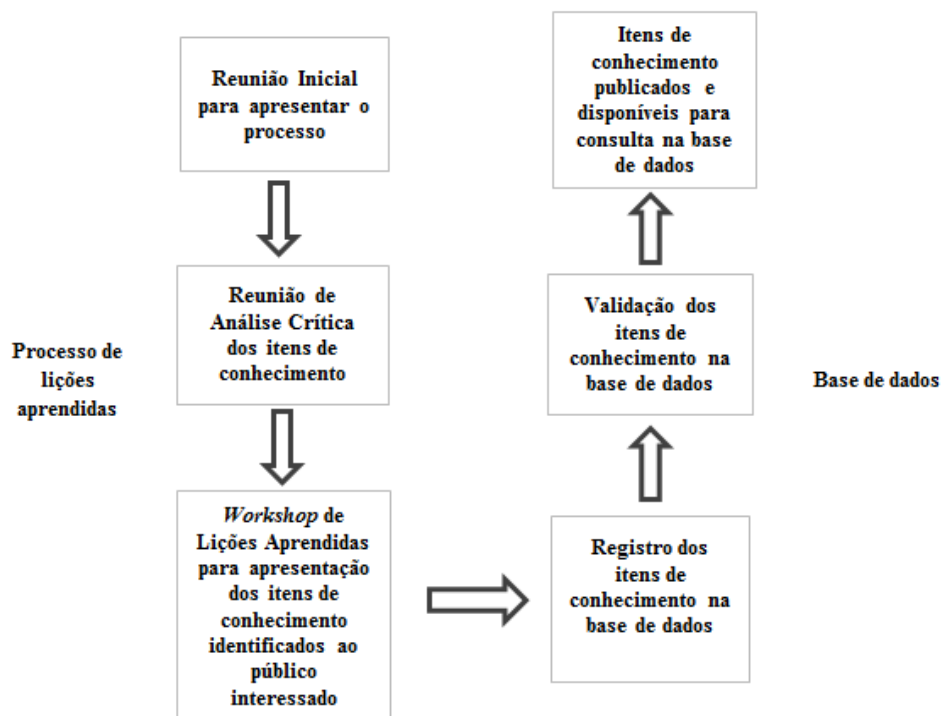 Processo de
lições
aprendidas
Reunião Inicial
para apresentar o
processo
Reunião de
Análise Crítica
dos itens de
conhecimento
Workshop de
Lições Aprendidas
para apresentação
dos itens de
conhecimento
identificados ao
público
interessado
Registro dos
itens de
conhecimento na
base de dados
Validação dos
itens de
conhecimento na
base de dados
Itens de
conhecimento
publicados e
disponíveis para
consulta na base
de dados
Base de dados